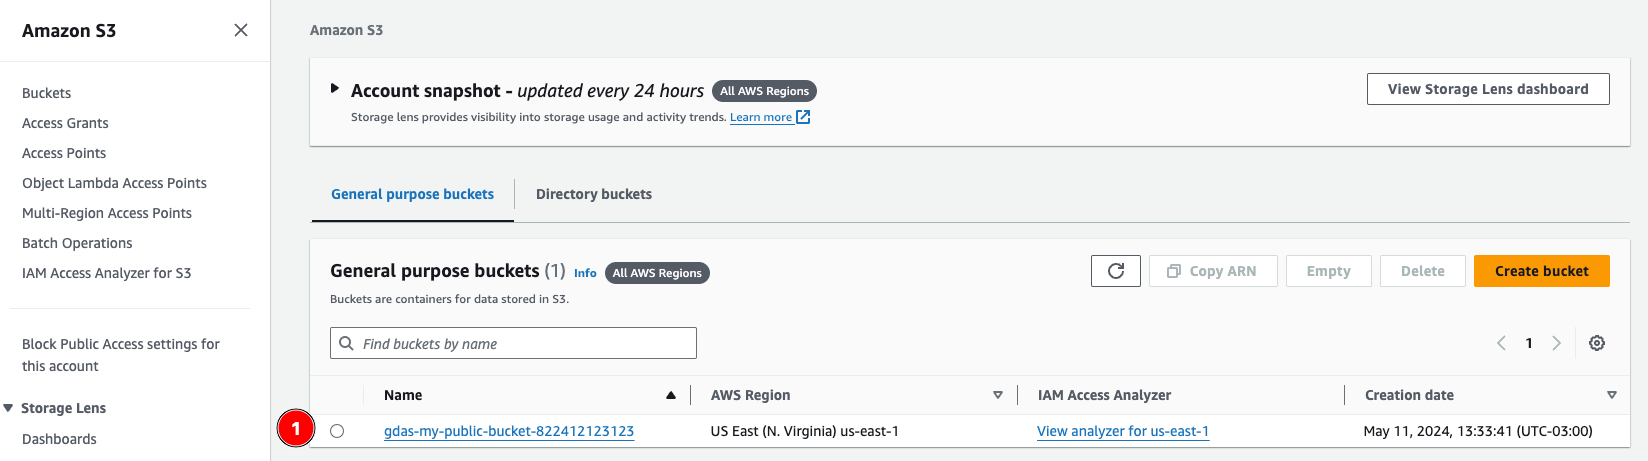 Amazon S3
Buckets
Access Grants
Access Points
Object Lambda Access Points
Multi-Region Access Points
Batch Operations
IAM Access Analyzer for S3
Block Public Access settings for
this account
Storage Lens
Dashboards
Amazon S3
Account snapshot - updated every 24 hours All AWS Regions
Storage lens provides visibility into storage usage and activity trends. Learn more
View Storage Lens dashboard
General purpose buckets Directory buckets
General purpose buckets (1) Info All AWS Regions
Buckets are containers for data stored in S3.
Copy ARN Empty Delete Create bucket
Find buckets by name
1
Name AWS Region IAM Access Analyzer Creation date
1 gdas-my-public-bucket-822412123123 US East (N. Virginia) us-east-1 View analyzer for us-east-1 May 11, 2024, 13:33:41 (UTC-03:00)